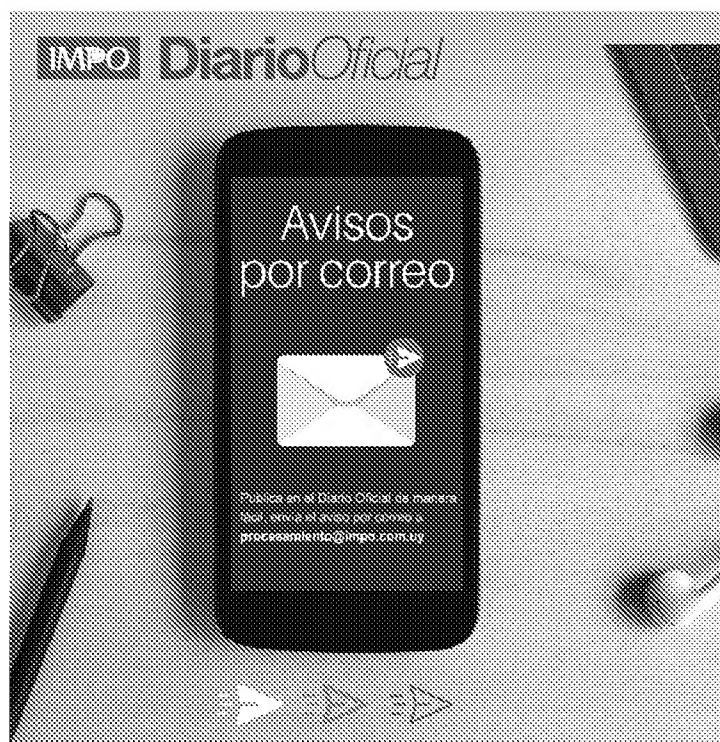 IMPO DiarioOficial
Avisos
por correo
Publica en el Diario Oficial de manera
fácil, envía el aviso por correo a
procesamiento@impo.com.uy